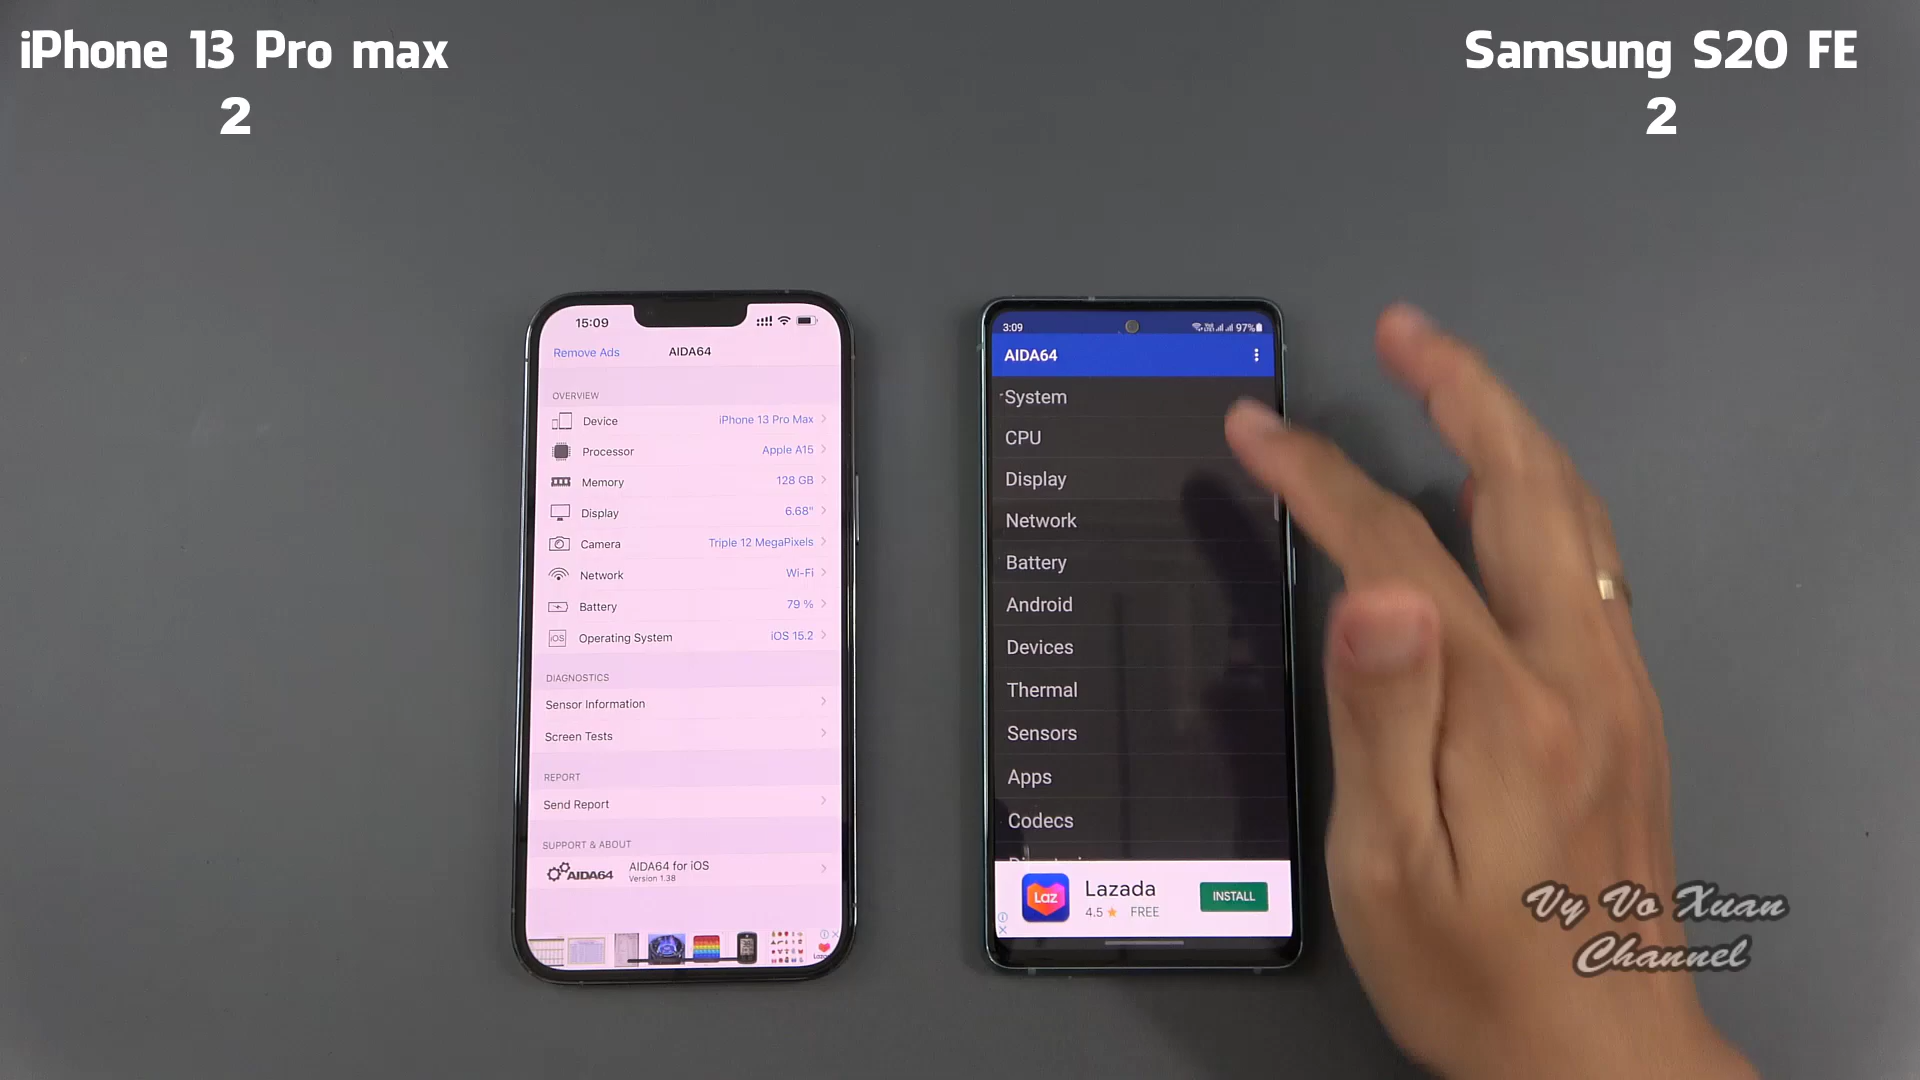 iPhone 13 Pro max
2
Samsung S20 FE
2
15:09
Remove Ads
AIDA64
OVERVIEW
Device iPhone 13 Pro Max
Processor Apple A15
Memory 128 GB
Display 6.68"
Camera Triple 12 MegaPixels
Network Wi-Fi
Battery 79 %
iOS Operating System iOS 15.2
DIAGNOSTICS
Sensor Information
Screen Tests
REPORT
Send Report
SUPPORT & ABOUT
AIDA64 AIDA64 for iOS
Version 1.38
3:09 97%
AIDA64
System
CPU
Display
Network
Battery
Android
Devices
Thermal
Sensors
Apps
Codecs
Laz Lazada
4.5 ★ FREE
INSTALL
Vy Vo Xuan
Channel